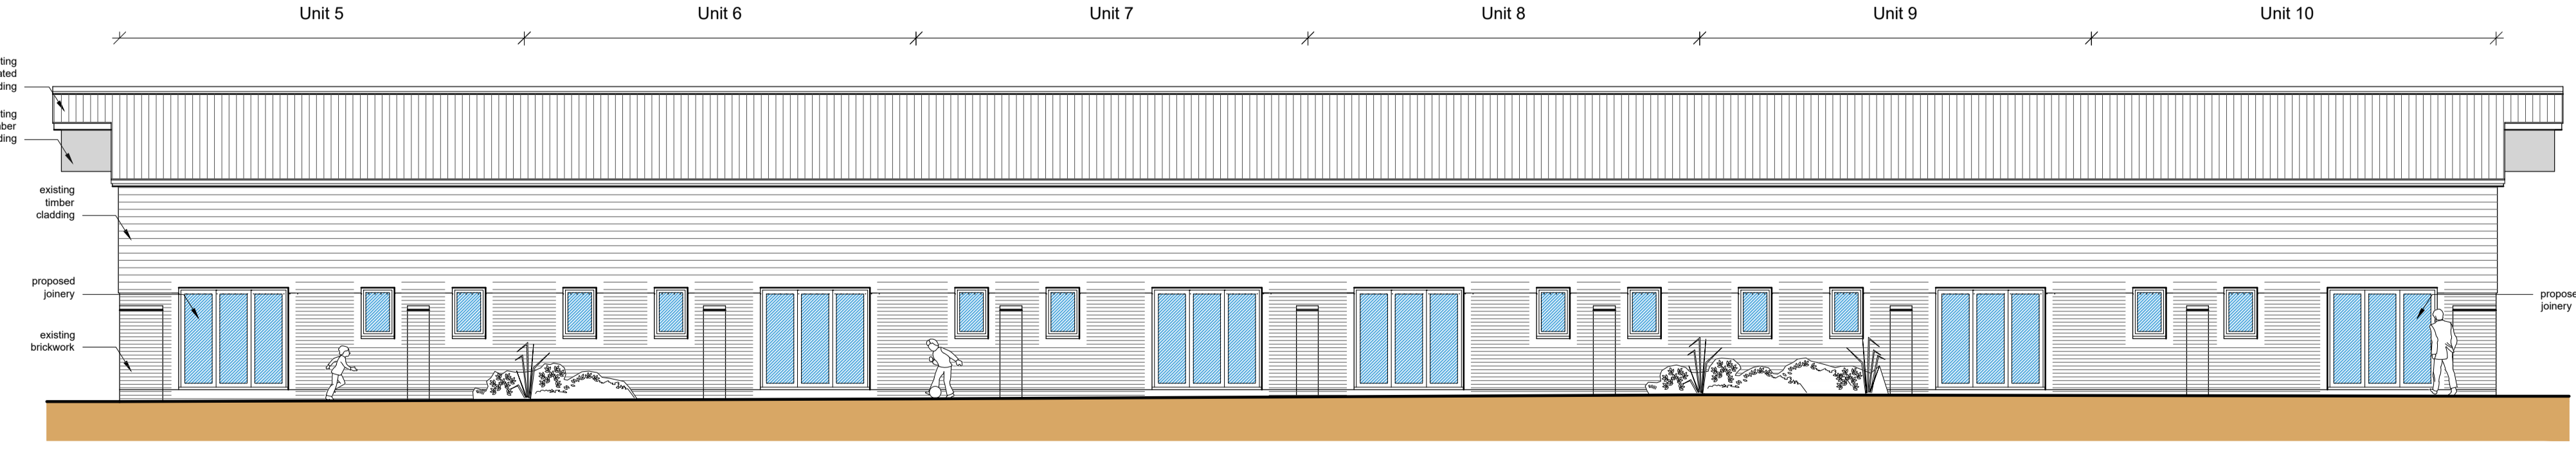 Unit 5
Unit 6
Unit 7
Unit 8
Unit 9
Unit 10
existing
timber
cladding
proposed
joinery
existing
brickwork
joinery